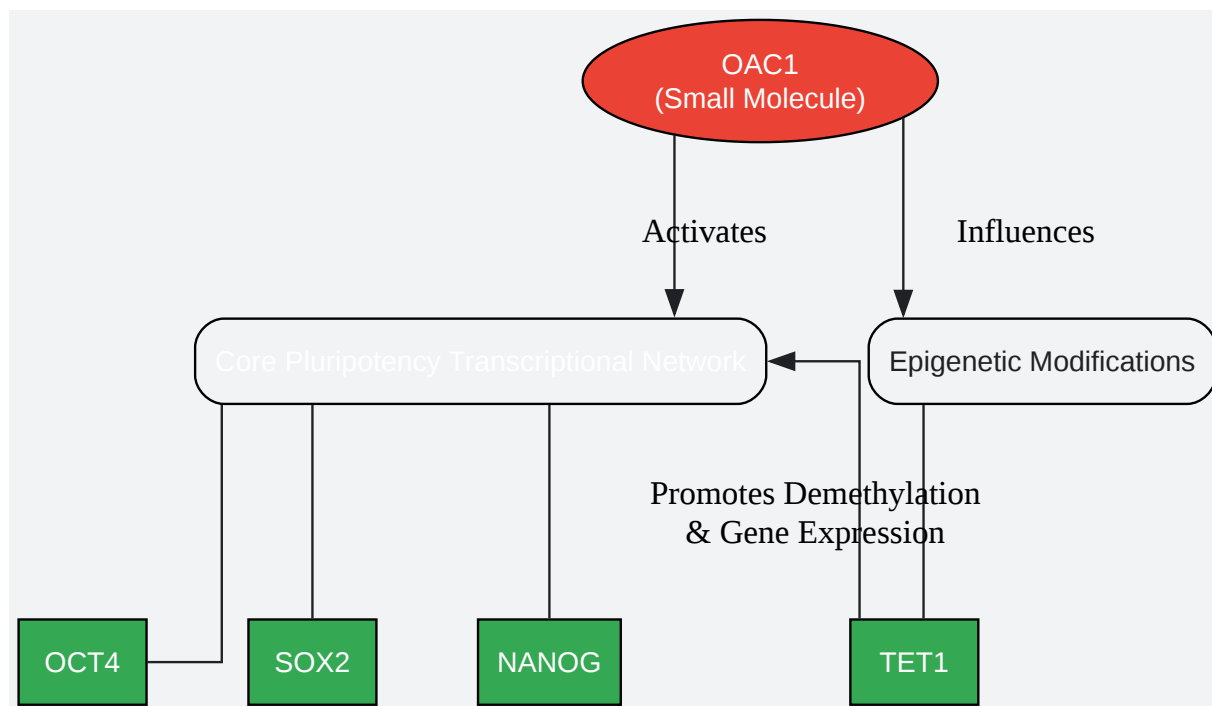 OAC1
(Small Molecule)
Activates
Influences
Core Pluripotency Transcriptional Network
Epigenetic Modifications
Promotes Demethylation
& Gene Expression
OCT4
SOX2
NANOG
TET1